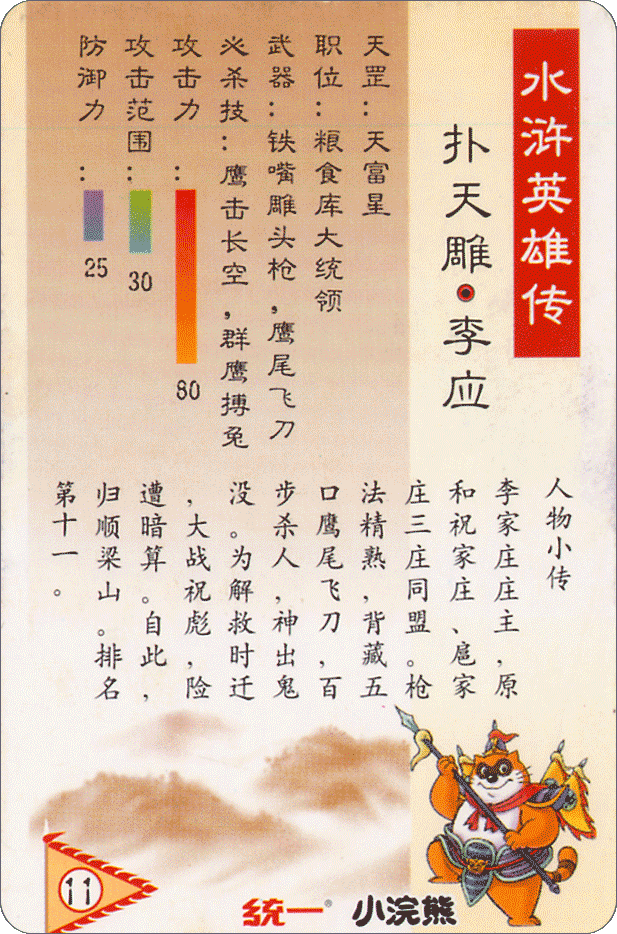 水浒英雄传
扑天雕·李应
天罡：天富星
职位：粮食库大统领
武器：铁嘴雕头枪，鹰尾飞刀
必杀技：鹰击长空，群鹰搏兔
攻击力：
80
攻击范围：
30
防御力：
25
人物小传
李家庄庄主，原
和祝家庄、扈家
庄三庄同盟。枪
法精熟，背藏五
口鹰尾飞刀，百
步杀人，神出鬼
没。为解救时迁
，大战祝彪，险
遭暗算。自此，
归顺梁山。排名
第十一。
11
统一®
小浣熊